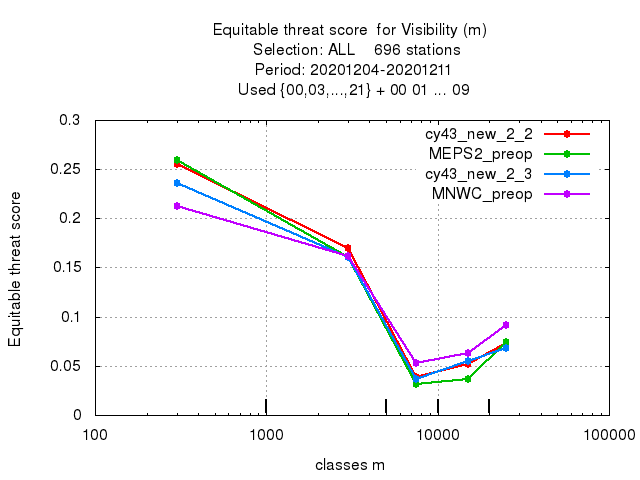 Equitable threat score  for Visibility (m)
Selection: ALL    696 stations
Period: 20201204-20201211
Used {00,03,...,21} + 00 01 ... 09
0.3
0.25
0.2
0.15
0.1
0.05
0
Equitable threat score
cy43_new_2_2
MEPS2_preop
cy43_new_2_3
MNWC_preop
100 1000 10000 100000
classes m